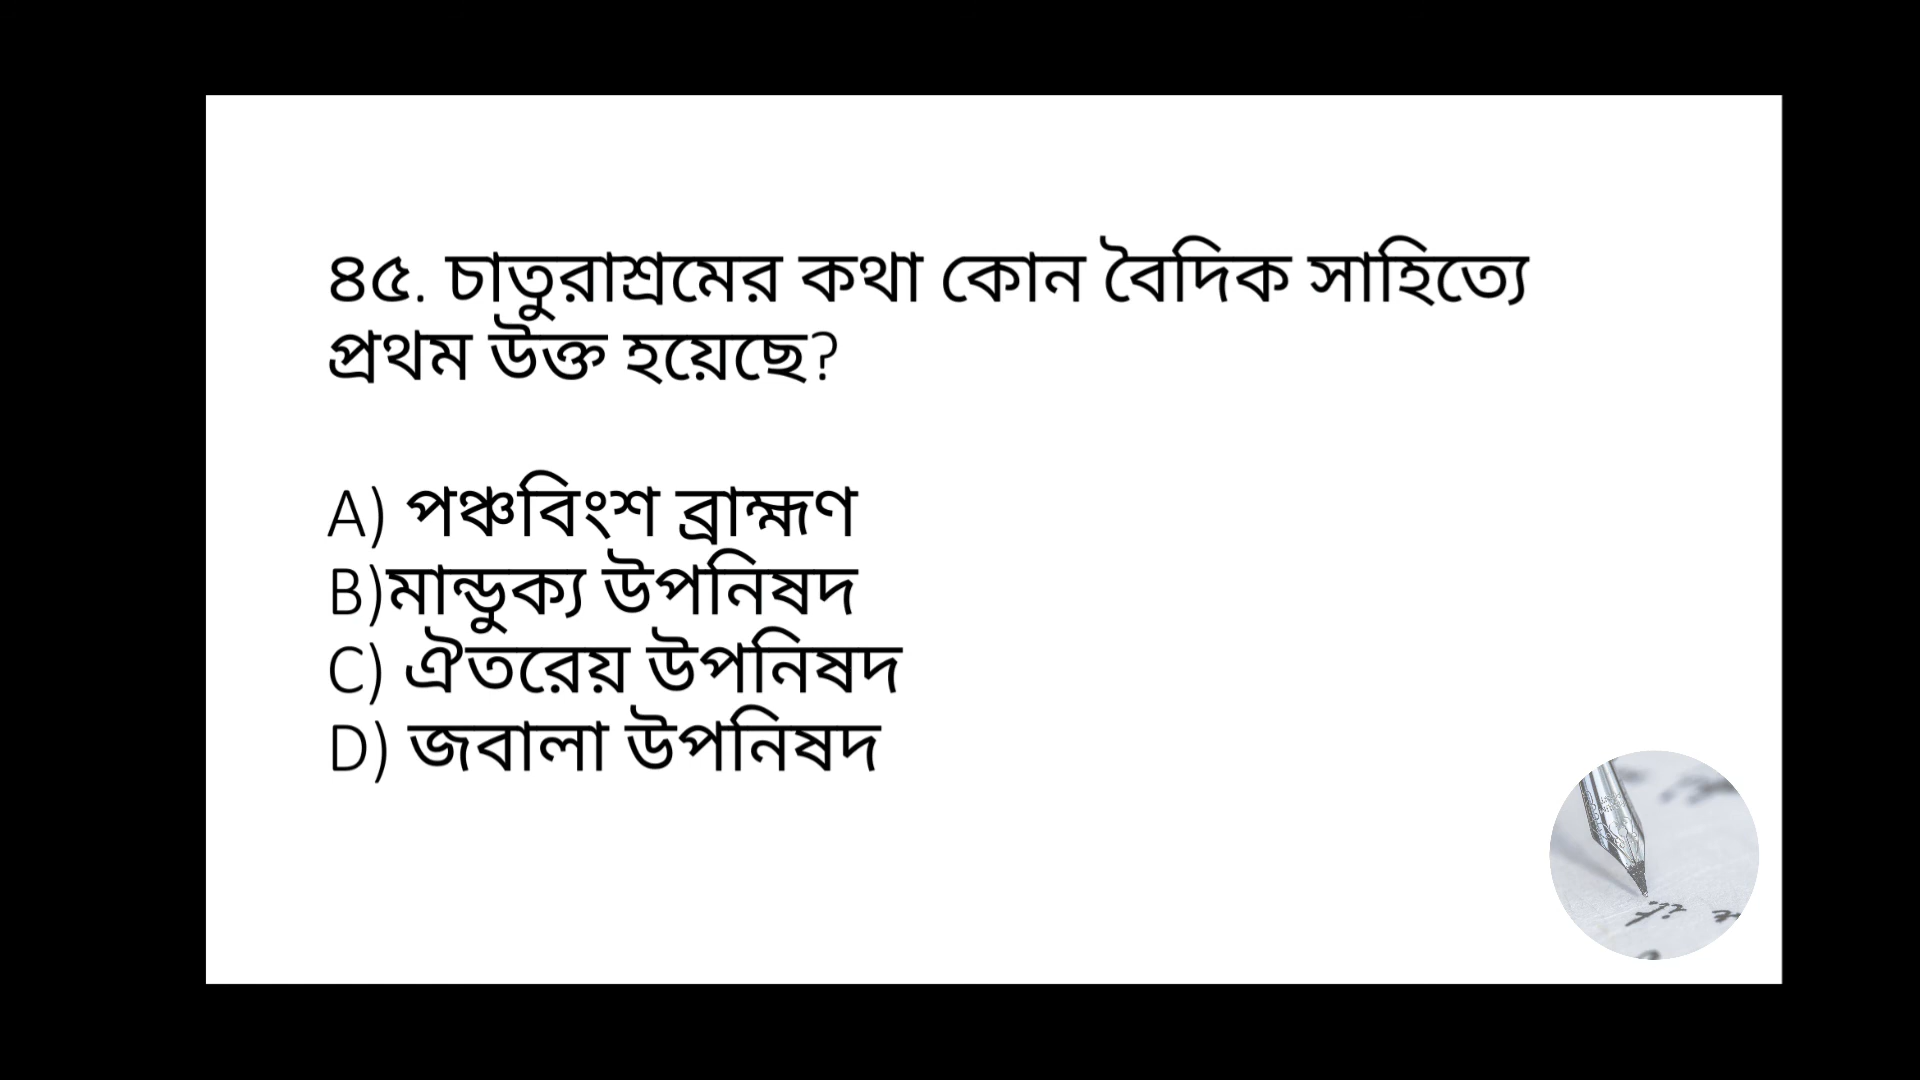 ৪৫. চাতুরাশ্রমের কথা কোন বৈদিক সাহিত্যে
প্রথম উক্ত হয়েছে?
A) পঞ্চবিংশ ব্রাহ্মণ
B)মান্ডুক্য উপনিষদ
C) ঐতরেয় উপনিষদ
D) জবালা উপনিষদ